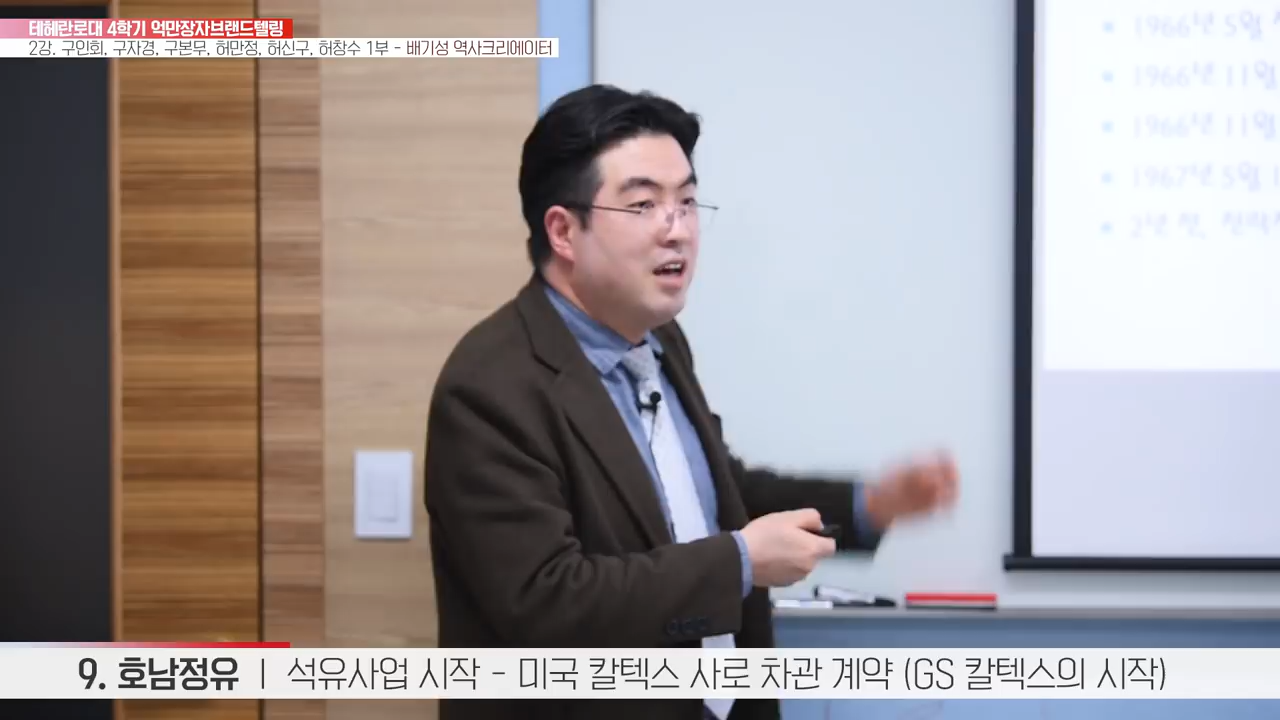 테헤란로대 4학기 억만장자브랜드텔링
2강. 구인회, 구자경, 구본무, 허만정, 허신구, 허창수 1부 - 배기성 역사크리에이터
1966년 5월
1966년 11월
1966년 11월
1967년 5월 1
2년 전,
9. 호남정유 | 석유사업 시작 - 미국 칼텍스 사로 차관 계약 (GS 칼텍스의 시작)